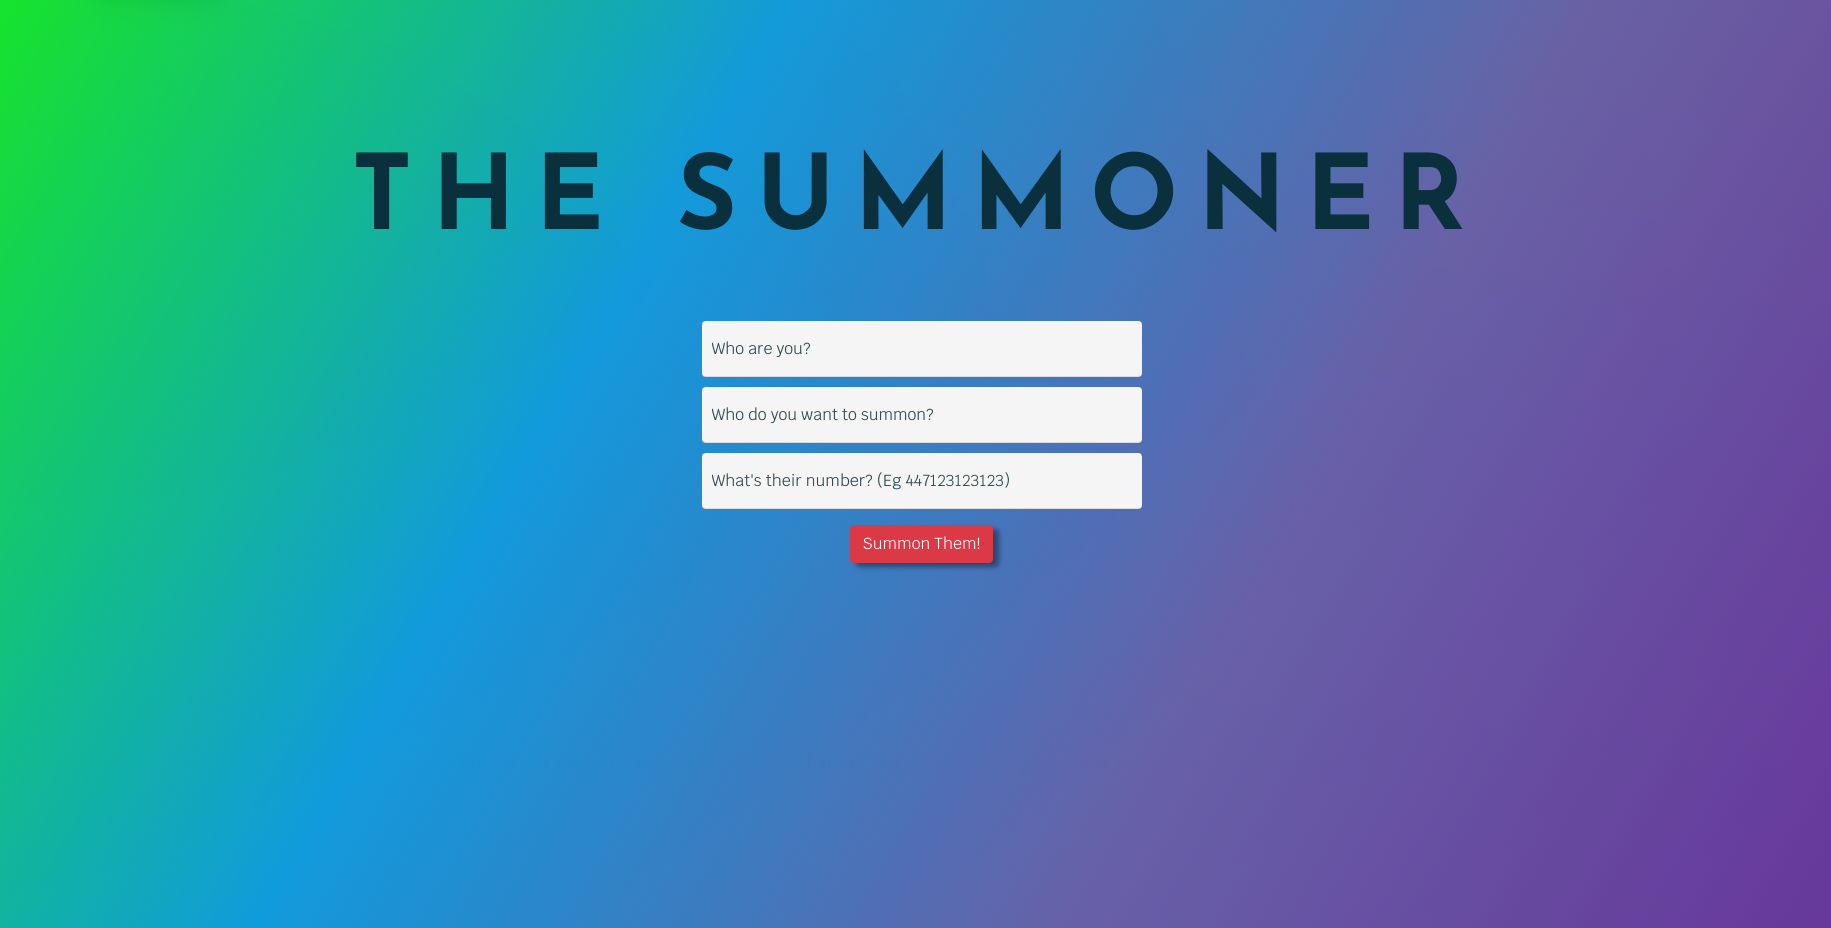 THE SUMMONER
Who are you?
Who do you want to summon?
What's their number? (Eg 447123123123)
Summon Them!